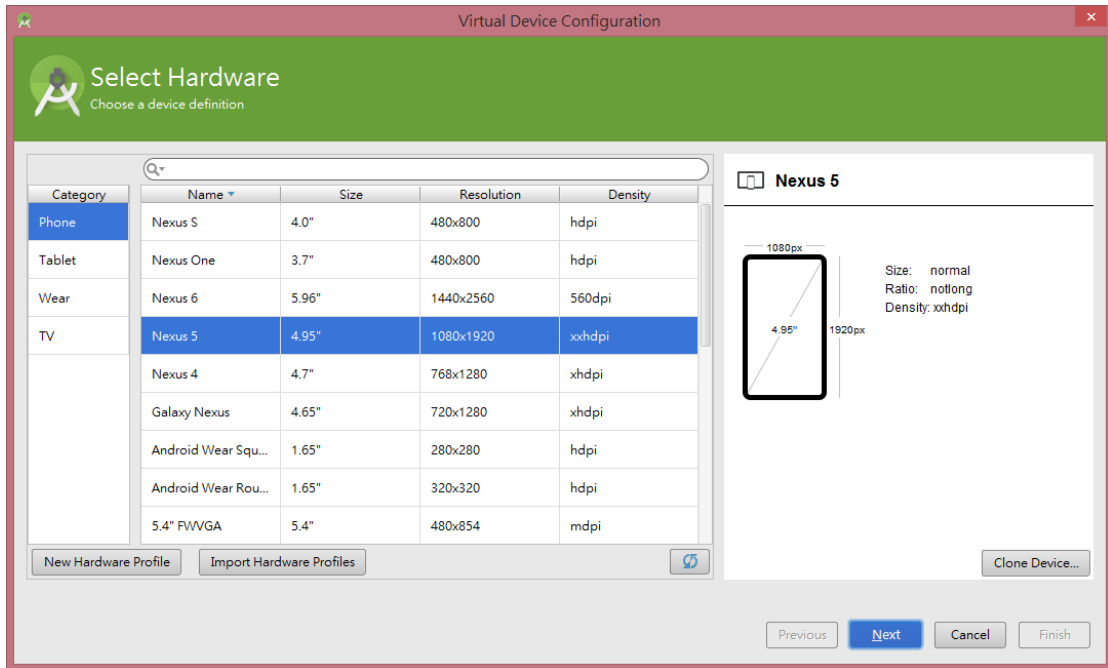 Virtual Device Configuration
Select Hardware
Choose a device definition
Category
Phone
Tablet
Wear
TV
Name Size Resolution Density
Nexus S 4.0" 480x800 hdpi
Nexus One 3.7" 480x800 hdpi
Nexus 6 5.96" 1440x2560 560dpi
Nexus 5 4.95" 1080x1920 xxhdpi
Nexus 4 4.7" 768x1280 xhdpi
Galaxy Nexus 4.65" 720x1280 xhdpi
Android Wear Squ... 1.65" 280x280 hdpi
Android Wear Rou... 1.65" 320x320 hdpi
5.4" FWVGA 5.4" 480x854 mdpi
New Hardware Profile Import Hardware Profiles
Nexus 5
1080px
4.95"
1920px
Size: normal
Ratio: notlong
Density: xxhdpi
Clone Device...
Previous Next Cancel Finish